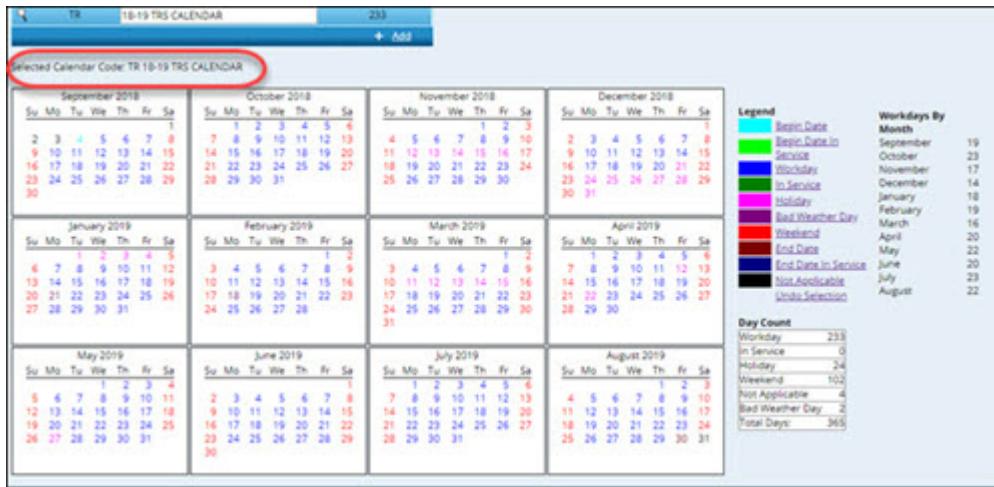 TR 18-19 TRS CALENDAR 233
+ Add
Selected Calendar Code: TR 18-19 TRS CALENDAR
September 2018
Su Mo Tu We Th Fr Sa
1
2 3 4 5 6 7 8
9 10 11 12 13 14 15
16 17 18 19 20 21 22
23 24 25 26 27 28 29
30
October 2018
Su Mo Tu We Th Fr Sa
1 2 3 4 5 6
7 8 9 10 11 12 13
14 15 16 17 18 19 20
21 22 23 24 25 26 27
28 29 30 31
November 2018
Su Mo Tu We Th Fr Sa
1 2 3
4 5 6 7 8 9 10
11 12 13 14 15 16 17
18 19 20 21 22 23 24
25 26 27 28 29 30
December 2018
Su Mo Tu We Th Fr Sa
1
2 3 4 5 6 7 8
9 10 11 12 13 14 15
16 17 18 19 20 21 22
23 24 25 26 27 28 29
30 31
January 2019
Su Mo Tu We Th Fr Sa
1 2 3 4 5
6 7 8 9 10 11 12
13 14 15 16 17 18 19
20 21 22 23 24 25 26
27 28 29 30 31
February 2019
Su Mo Tu We Th Fr Sa
1 2
3 4 5 6 7 8 9
10 11 12 13 14 15 16
17 18 19 20 21 22 23
24 25 26 27 28
March 2019
Su Mo Tu We Th Fr Sa
1 2
3 4 5 6 7 8 9
10 11 12 13 14 15 16
17 18 19 20 21 22 23
24 25 26 27 28 29 30
31
April 2019
Su Mo Tu We Th Fr Sa
1 2 3 4 5 6
7 8 9 10 11 12 13
14 15 16 17 18 19 20
21 22 23 24 25 26 27
28 29 30
May 2019
Su Mo Tu We Th Fr Sa
1 2 3 4
5 6 7 8 9 10 11
12 13 14 15 16 17 18
19 20 21 22 23 24 25
26 27 28 29 30 31
June 2019
Su Mo Tu We Th Fr Sa
1
2 3 4 5 6 7 8
9 10 11 12 13 14 15
16 17 18 19 20 21 22
23 24 25 26 27 28 29
30
July 2019
Su Mo Tu We Th Fr Sa
1 2 3 4 5 6
7 8 9 10 11 12 13
14 15 16 17 18 19 20
21 22 23 24 25 26 27
28 29 30 31
August 2019
Su Mo Tu We Th Fr Sa
1 2 3
4 5 6 7 8 9 10
11 12 13 14 15 16 17
18 19 20 21 22 23 24
25 26 27 28 29 30 31
Legend
Begin Date
Begin Date In
Service
Workday
In Service
Holiday
Bad Weather Day
Weekend
End Date
End Date In Service
Not Applicable
Undo Selection
Workdays By
Month
September 19
October 23
November 17
December 14
January 18
February 19
March 16
April 20
May 22
June 20
July 23
August 22
Day Count
Workday 233
In Service 0
Holiday 24
Weekend 102
Not Applicable 4
Bad Weather Day 2
Total Days: 365